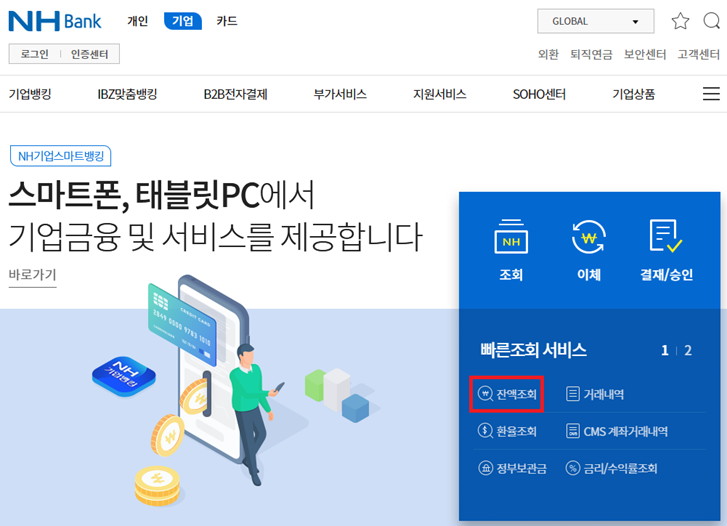 NH Bank 개인 기업 카드 GLOBAL
로그인 인증센터 외환 퇴직연금 보안센터 고객센터
기업뱅킹 IBZ맞춤뱅킹 B2B전자결제 부가서비스 지원서비스 SOHO센터 기업상품
NH기업스마트뱅킹
스마트폰, 태블릿PC에서
기업금융 및 서비스를 제공합니다
바로가기
CREDIT CARD
NH
기업뱅킹
NH
조회 이체 결재/승인
빠른조회 서비스 1 2
잔액조회 거래내역
환율조회 CMS 계좌거래내역
정부보관금 금리/수익률조회